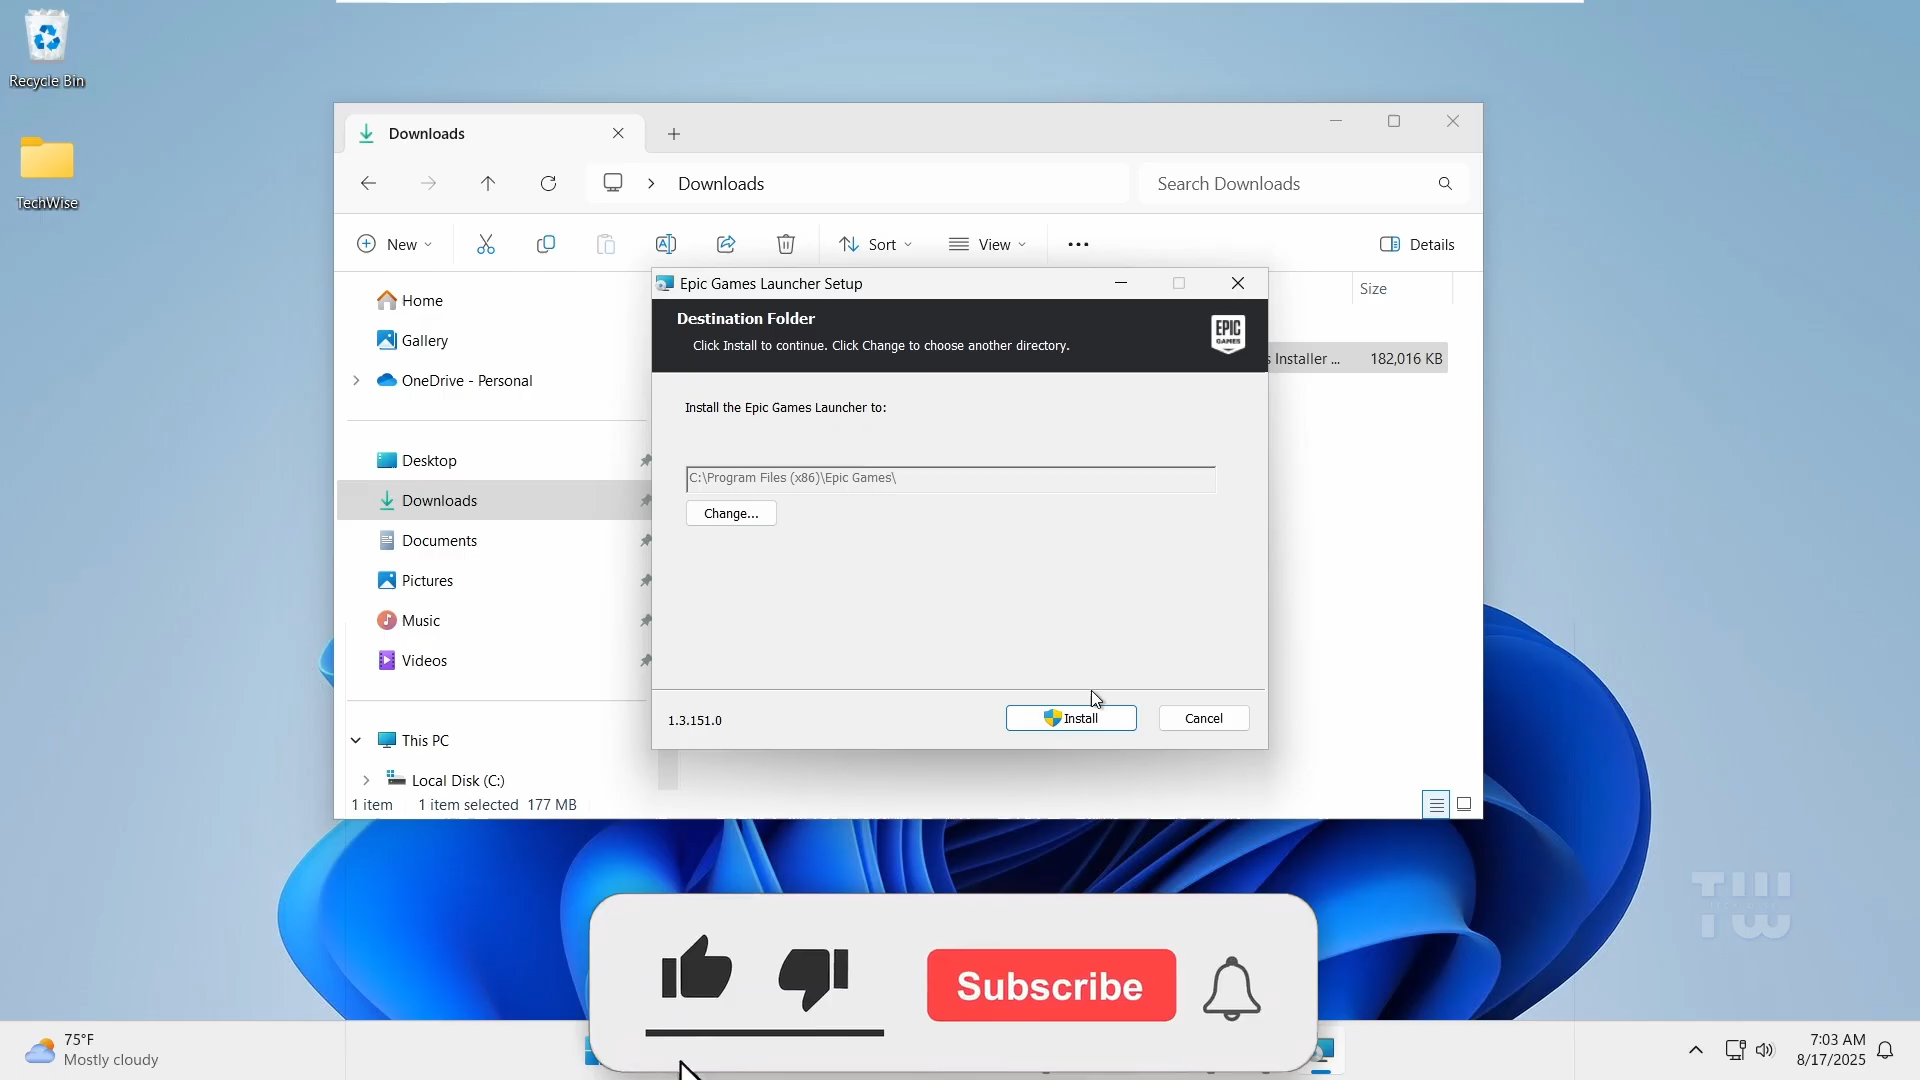 Recycle Bin
TechWise
Downloads
Downloads
Search Downloads
New
Sort
View
Details
Home
Gallery
OneDrive - Personal
Desktop
Downloads
Documents
Pictures
Music
Videos
This PC
Local Disk (C:)
1 item
1 item selected 177 MB
Size
s Installer ...
182,016 KB
Epic Games Launcher Setup
Destination Folder
Click Install to continue. Click Change to choose another directory.
EPIC
GAMES
Install the Epic Games Launcher to:
C:\Program Files (x86)\Epic Games\
Change...
1.3.151.0
Install
Cancel
TW
Subscribe
75°F
Mostly cloudy
7:03 AM
8/17/2025